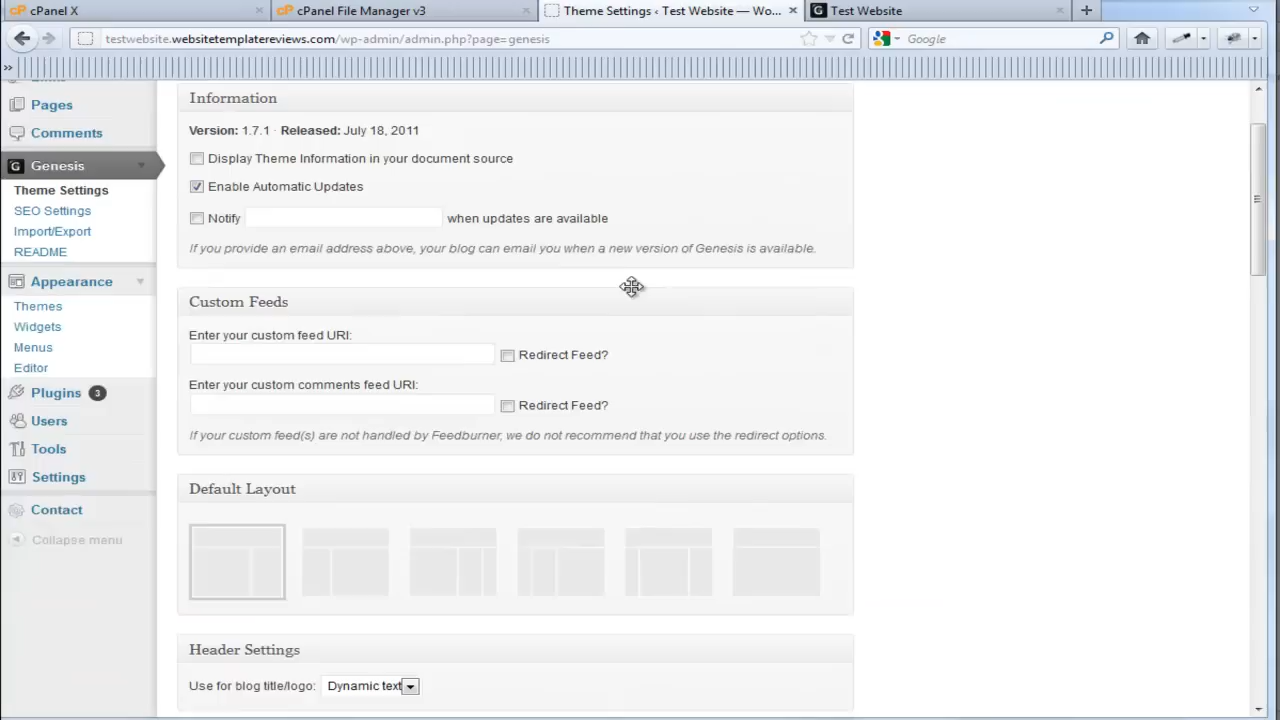 cPanel X
cPanel File Manager v3
Theme Settings ‹ Test Website — Wo...
Test Website
testwebsite.websitetemplatereviews.com/wp-admin/admin.php?page=genesis
Google
»
Pages
Comments
Genesis
Theme Settings
SEO Settings
Import/Export
README
Appearance
Themes
Widgets
Menus
Editor
Plugins 3
Users
Tools
Settings
Contact
Collapse menu
Information
Version: 1.7.1 · Released: July 18, 2011
Display Theme Information in your document source
Enable Automatic Updates
Notify when updates are available
If you provide an email address above, your blog can email you when a new version of Genesis is available.
Custom Feeds
Enter your custom feed URI:
Redirect Feed?
Enter your custom comments feed URI:
Redirect Feed?
If your custom feed(s) are not handled by Feedburner, we do not recommend that you use the redirect options.
Default Layout
Header Settings
Use for blog title/logo: Dynamic text